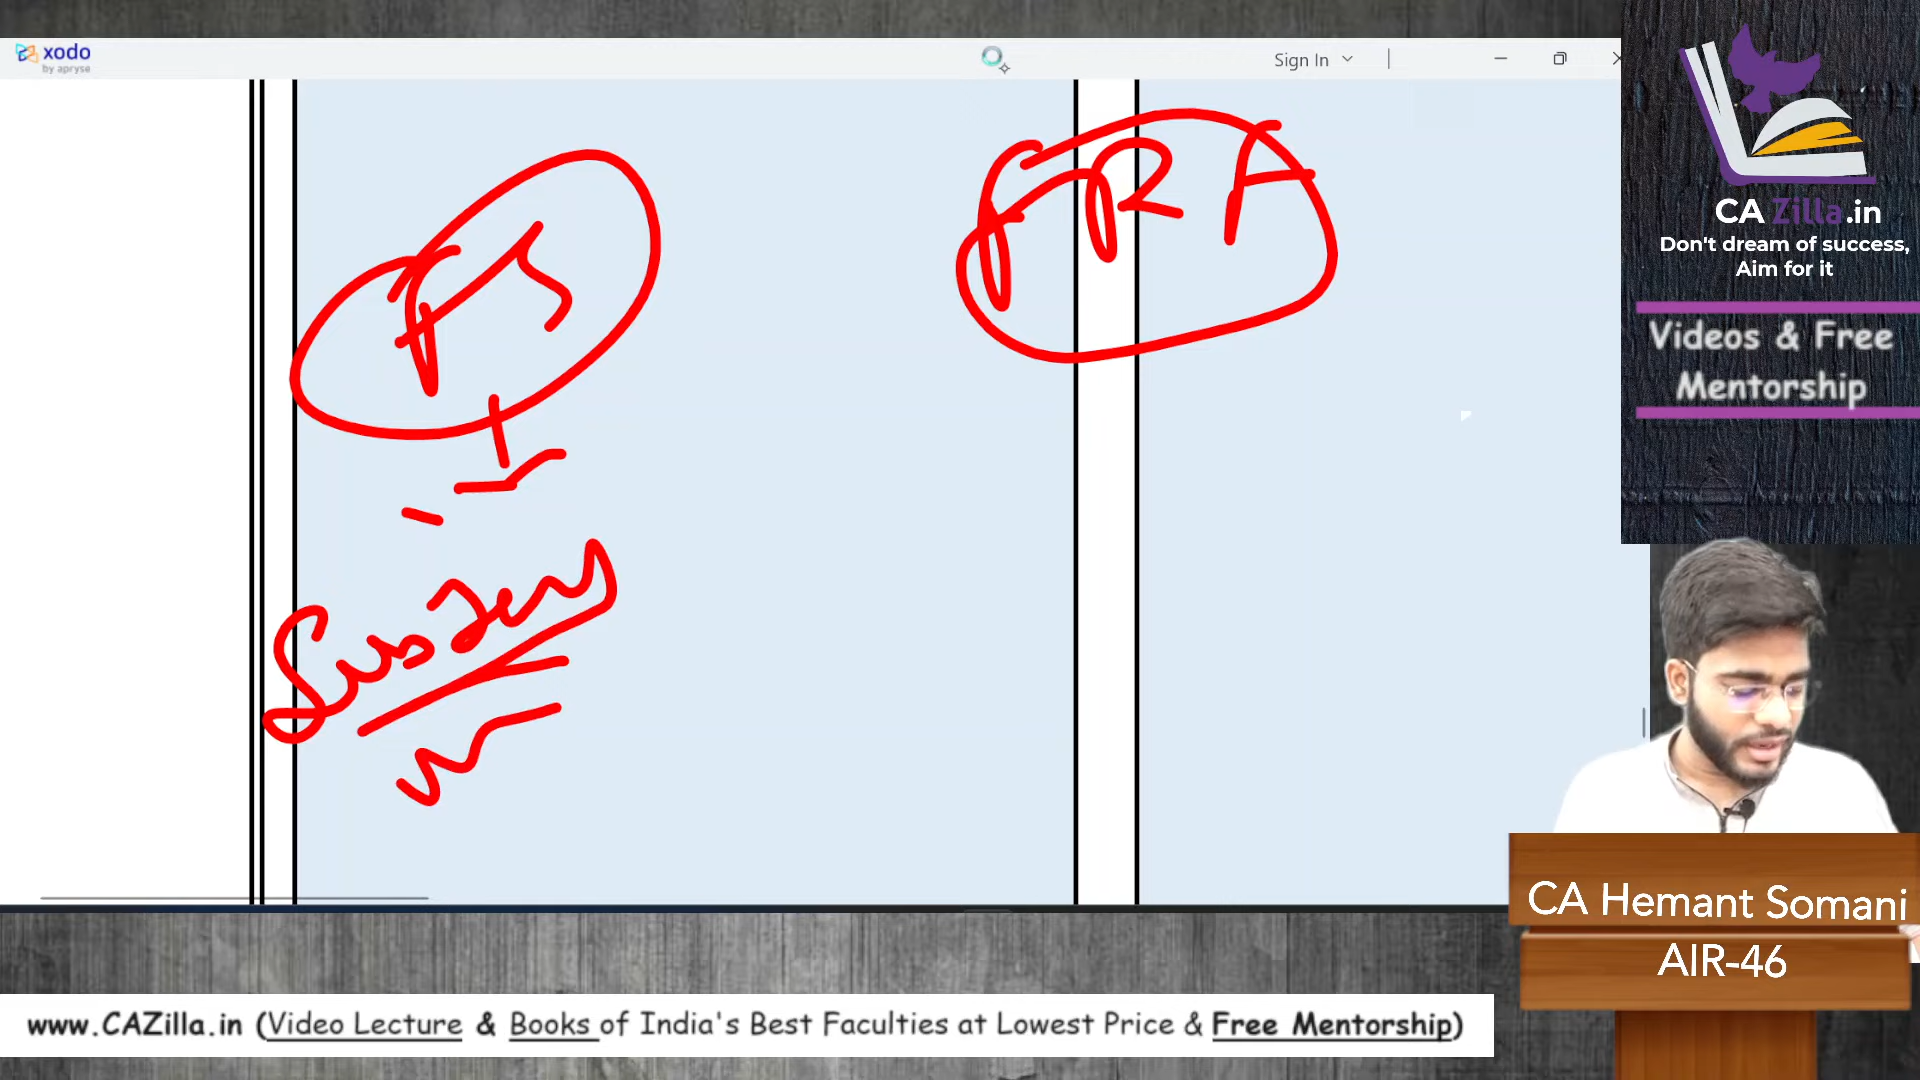 xodo
by apryse
Sign In
FS
FRA
System
CA Zilla.in
Don't dream of success,
Aim for it
Videos & Free
Mentorship
CA Hemant Somani
AIR-46
www.CAZilla.in (Video Lecture & Books of India's Best Faculties at Lowest Price & Free Mentorship)